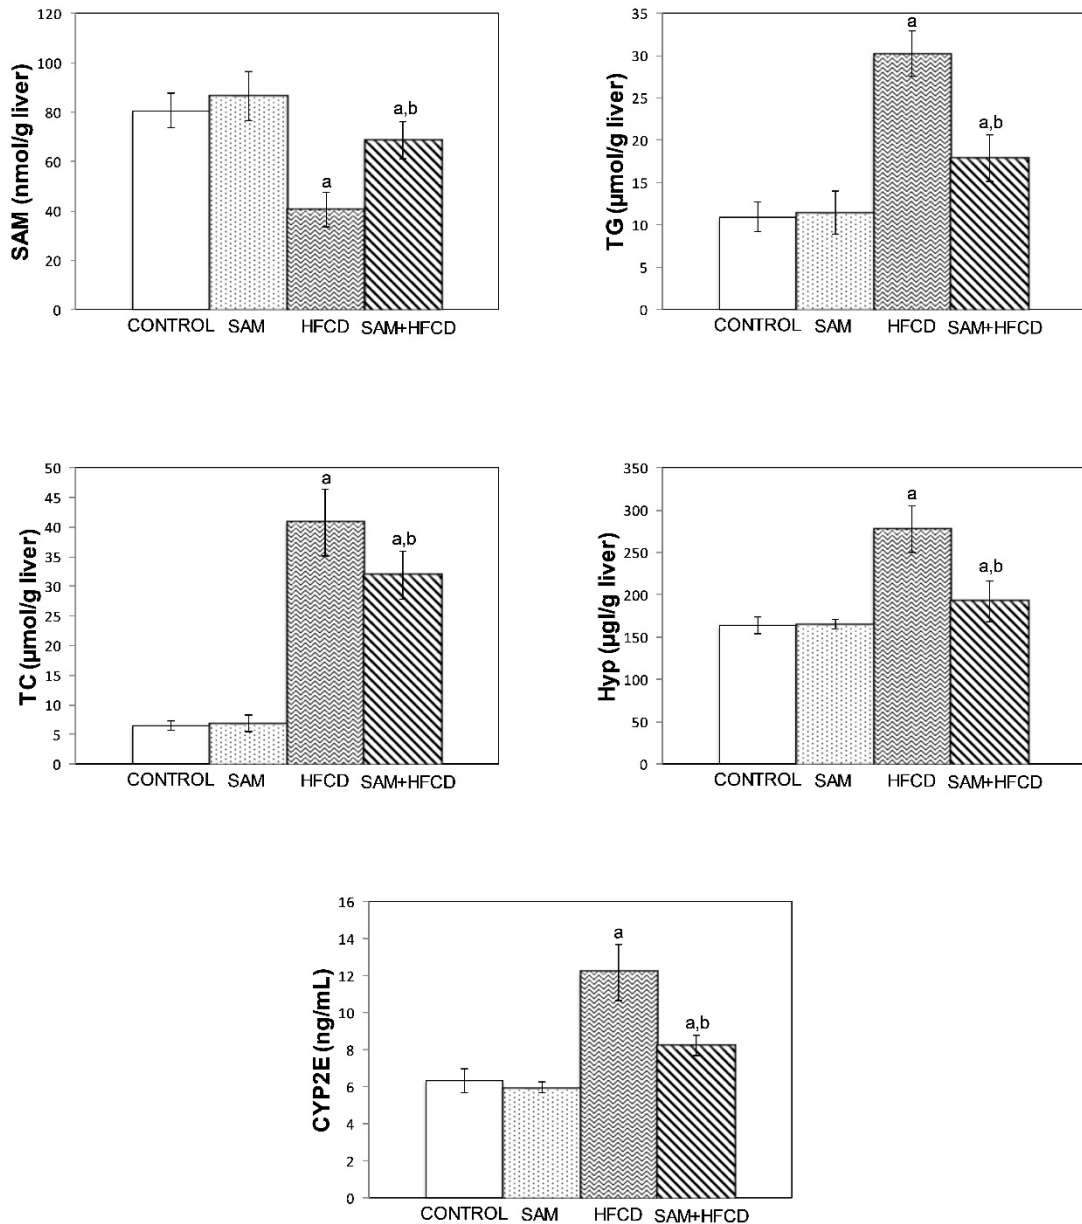 SAM (nmol/g liver)
120
100
80
60
40
20
0
a
a,b
CONTROL SAM HFCD SAM+HFCD
TG (µmol/g liver)
35
30
25
20
15
10
5
0
a
a,b
CONTROL SAM HFCD SAM+HFCD
TC (µmol/g liver)
50
45
40
35
30
25
20
15
10
5
0
a
a,b
CONTROL SAM HFCD SAM+HFCD
Hyp (µgl/g liver)
350
300
250
200
150
100
50
0
a
a,b
CONTROL SAM HFCD SAM+HFCD
CYP2E (ng/mL)
16
14
12
10
8
6
4
2
0
a
a,b
CONTROL SAM HFCD SAM+HFCD